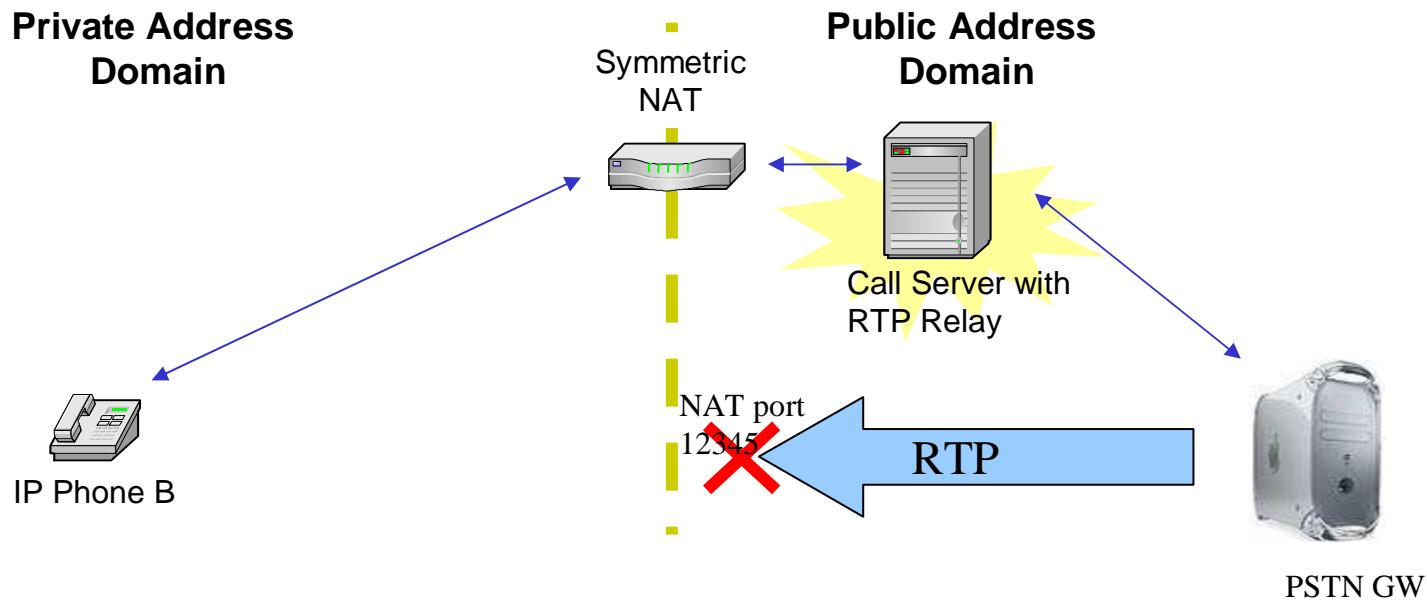 Private Address
Domain
Public Address
Domain
Symmetric
NAT
Call Server with
RTP Relay
NAT port
12345
RTP
IP Phone B
PSTN GW